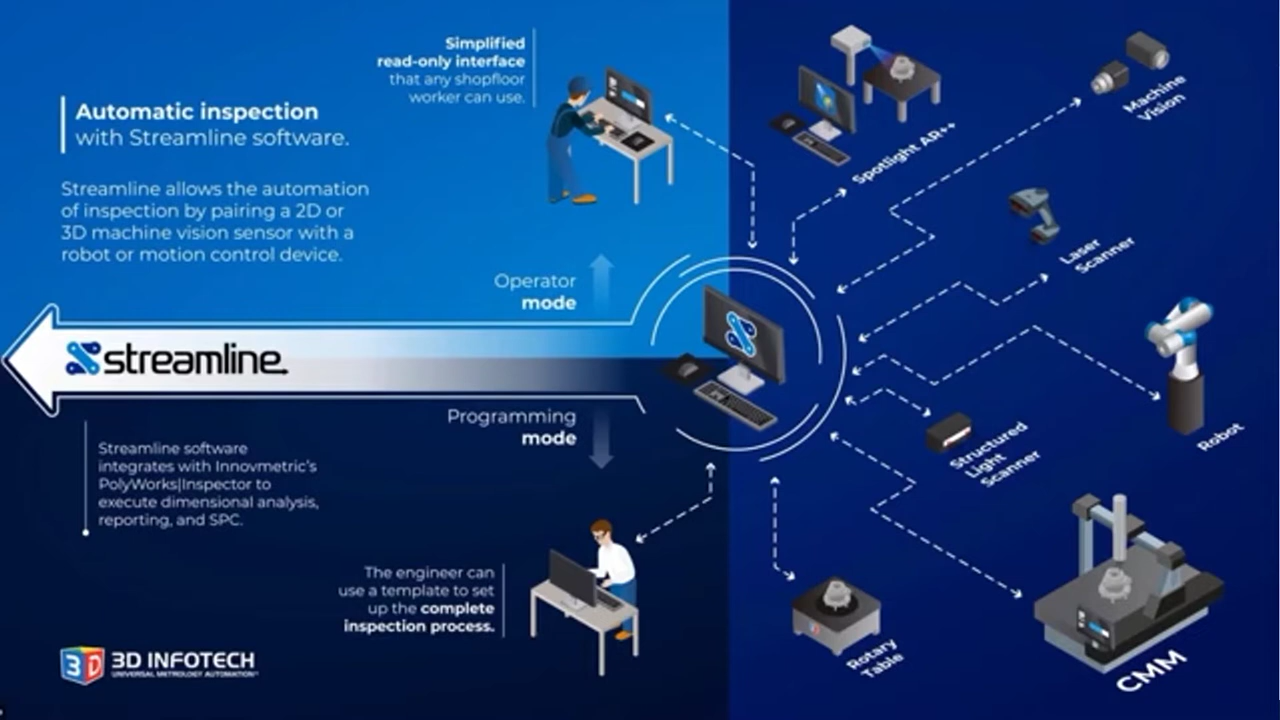 Simplified
read-only interface
that any shopfloor
worker can use.
Automatic inspection
with Streamline software.
Streamline allows the automation
of inspection by pairing a 2D or
3D machine vision sensor with a
robot or motion control device.
Operator
mode
streamline
Programming
mode
Streamline software
integrates with Innovmetric's
PolyWorks|Inspector to
execute dimensional analysis,
reporting, and SPC.
The engineer can
use a template to set
up the complete
inspection process.
3D
3D INFOTECH
UNIVERSAL METROLOGY AUTOMATION™
Spotlight AR++
Machine
Vision
Laser
Scanner
Robot
Structured
Light
Scanner
Rotary
Table
CMM